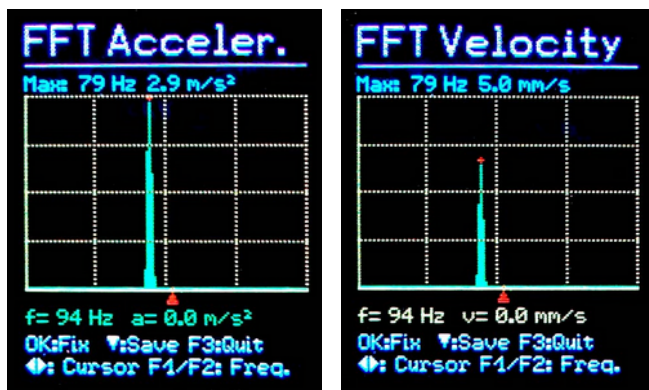 FFT Acceler.
Max: 79 Hz 2.9 m/s²
f= 94 Hz a= 0.0 m/s²
OK:Fix ▼:Save F3:Quit
◀▶: Cursor F1/F2: Freq.
FFT Velocity
Max: 79 Hz 5.0 mm/s
f= 94 Hz v= 0.0 mm/s
OK:Fix ▼:Save F3:Quit
◀▶: Cursor F1/F2: Freq.